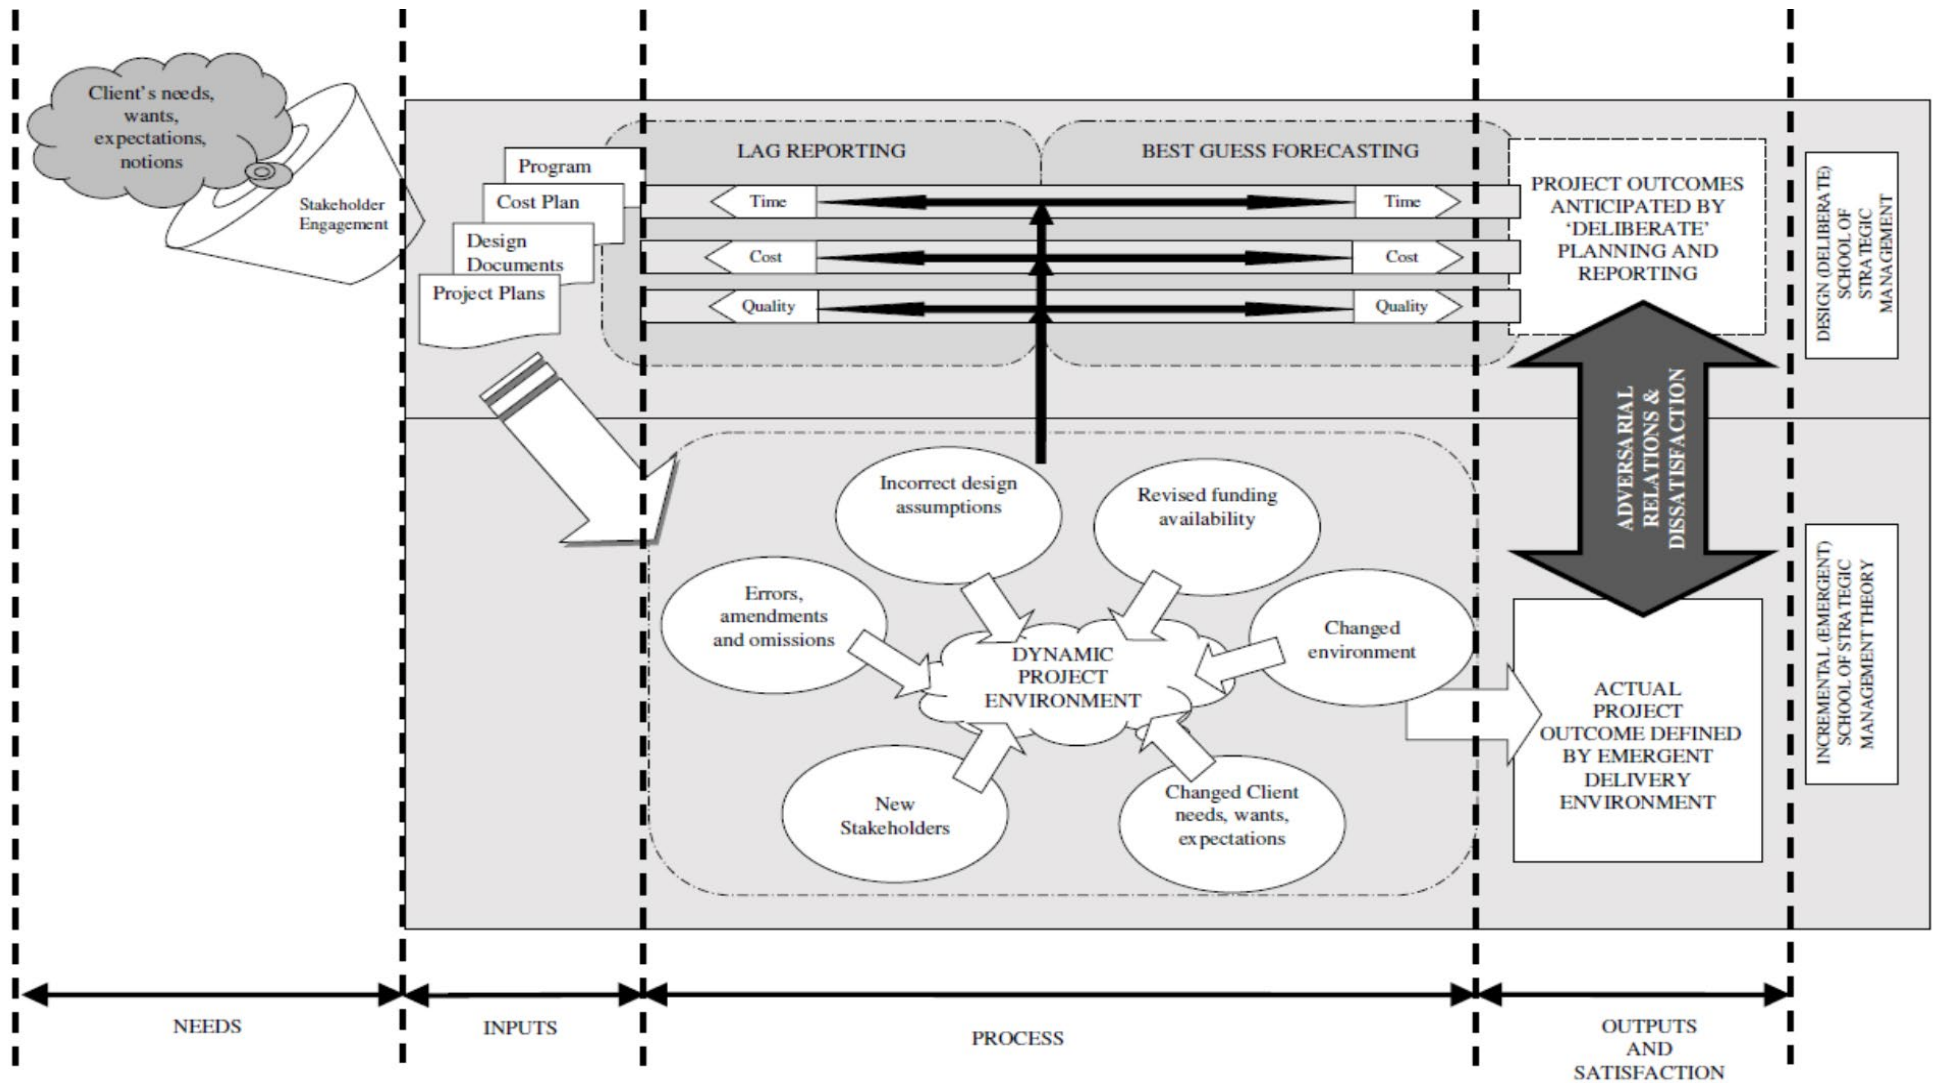 Client's needs,
wants,
expectations,
notions
Stakeholder
Engagement
Program
Cost Plan
Design
Documents
Project Plans
LAG REPORTING
BEST GUESS FORECASTING
Time
Time
Cost
Cost
Quality
Quality
PROJECT OUTCOMES
ANTICIPATED BY
‘DELIBERATE’
PLANNING AND
REPORTING
DESIGN (DELIBERATE)
SCHOOL OF
STRATEGIC
MANAGEMENT
ADVERSARIAL
RELATIONS &
DISSATISFACTION
Incorrect design
assumptions
Revised funding
availability
Errors,
amendments
and omissions
Changed
environment
DYNAMIC
PROJECT
ENVIRONMENT
New
Stakeholders
Changed Client
needs, wants,
expectations
ACTUAL
PROJECT
OUTCOME DEFINED
BY EMERGENT
DELIVERY
ENVIRONMENT
INCREMENTAL (EMERGENT)
SCHOOL OF STRATEGIC
MANAGEMENT THEORY
NEEDS
INPUTS
PROCESS
OUTPUTS
AND
SATISFACTION